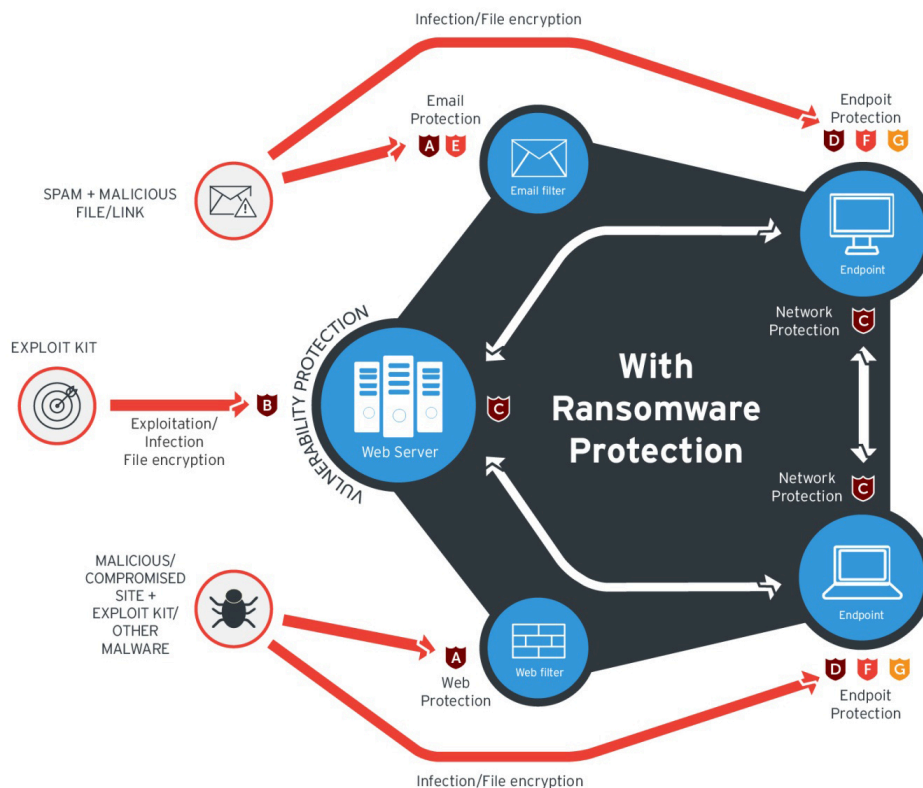 Infection/File encryption
Email
Protection
A E
Endpoit
Protection
D F G
Email filter
SPAM + MALICIOUS
FILE/LINK
Endpoint
Network
Protection
C
VULNERABILITY PROTECTION
EXPLOIT KIT
B
Exploitation/
Infection
File encryption
Web Server
C
With
Ransomware
Protection
Network
Protection
C
MALICIOUS/
COMPROMISED
SITE +
EXPLOIT KIT/
OTHER
MALWARE
Endpoint
A
Web
Protection
Web filter
D F G
Endpoit
Protection
Infection/File encryption